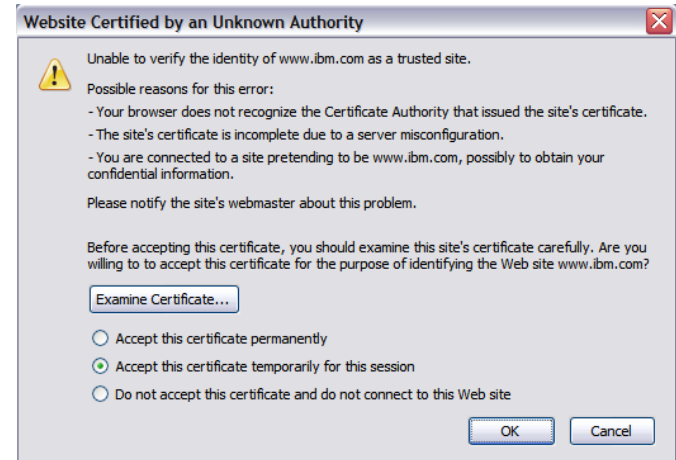 Website Certified by an Unknown Authority
Unable to verify the identity of www.ibm.com as a trusted site.
Possible reasons for this error:
- Your browser does not recognize the Certificate Authority that issued the site's certificate.
- The site's certificate is incomplete due to a server misconfiguration.
- You are connected to a site pretending to be www.ibm.com, possibly to obtain your
confidential information.
Please notify the site's webmaster about this problem.
Before accepting this certificate, you should examine this site's certificate carefully. Are you
willing to to accept this certificate for the purpose of identifying the Web site www.ibm.com?
Examine Certificate...
Accept this certificate permanently
Accept this certificate temporarily for this session
Do not accept this certificate and do not connect to this Web site
OK Cancel